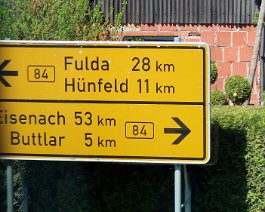 84 Fulda 28 km
Hünfeld 11 km
Eisenach 53 km
Buttlar 5 km 84